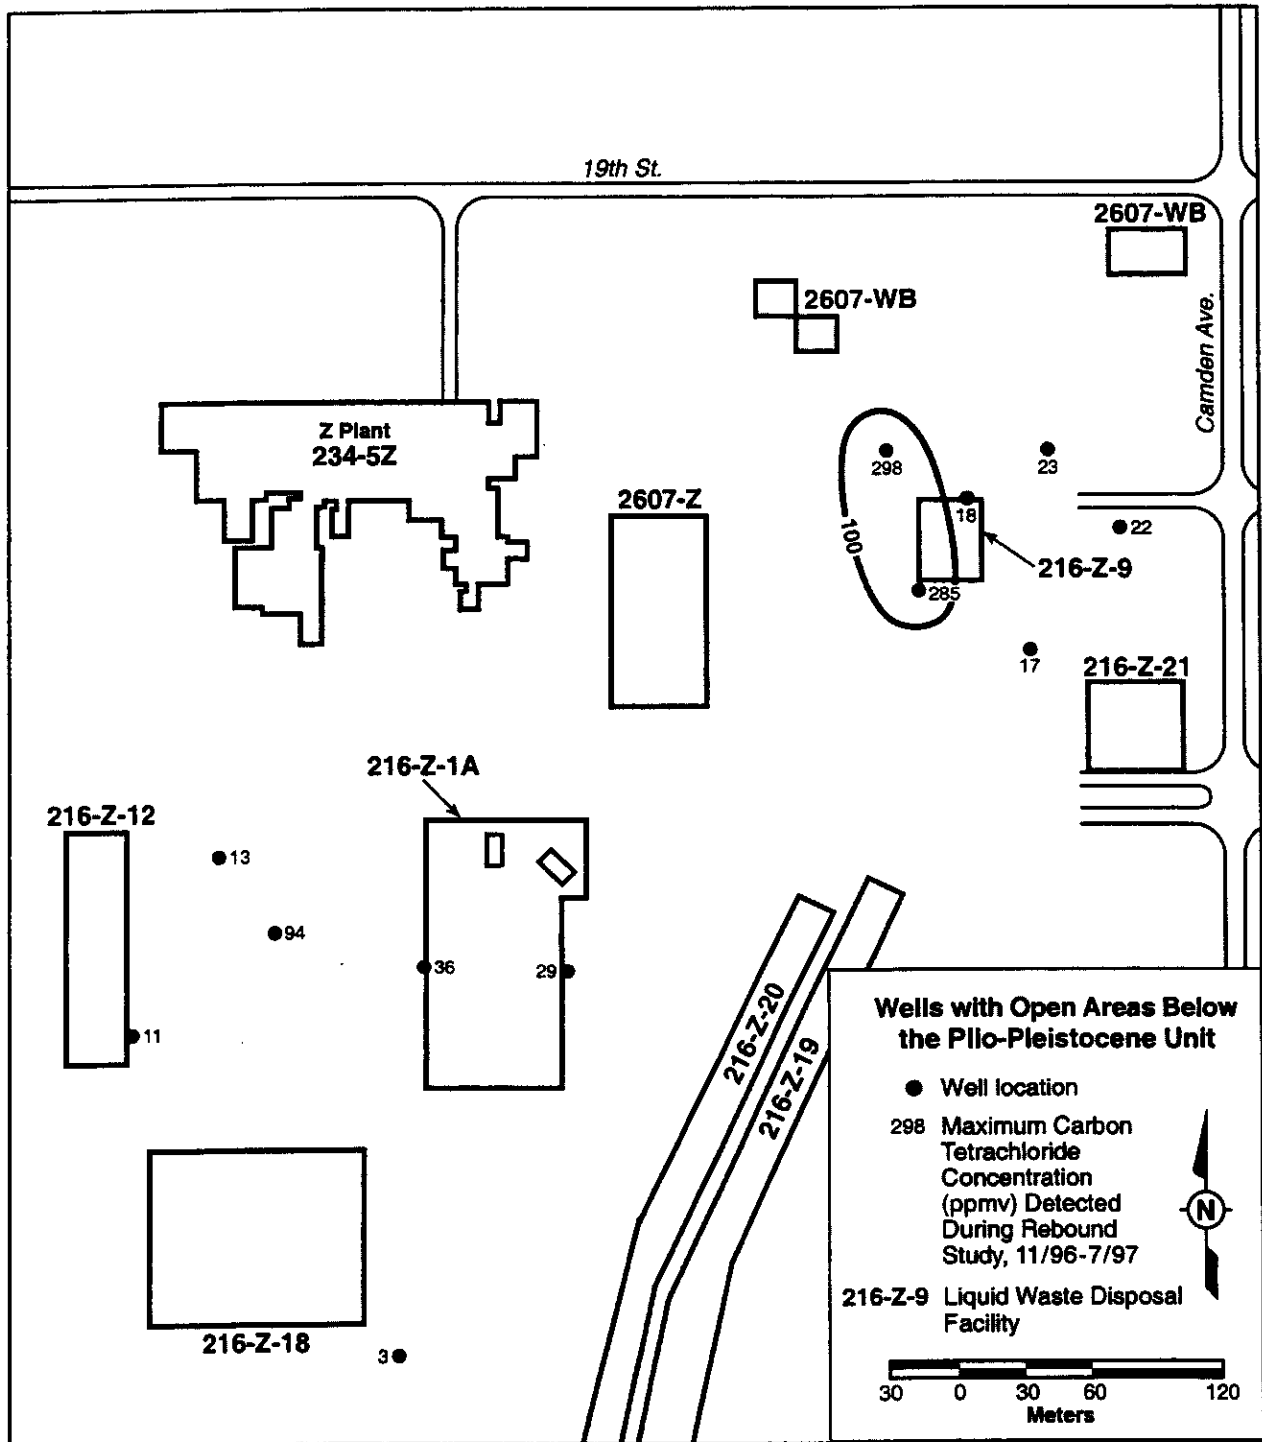 19th St.
2607-WB
2607-WB
Camden Ave.
Z Plant
234-5Z
298
23
2607-Z
100
18
22
216-Z-9
285
17
216-Z-21
216-Z-1A
216-Z-12
13
94
36
29
11
216-Z-20
216-Z-19
216-Z-18
3
Wells with Open Areas Below
the Plio-Pleistocene Unit
Well location
298 Maximum Carbon
Tetrachloride
Concentration
(ppmv) Detected
During Rebound
Study, 11/96-7/97
N
216-Z-9 Liquid Waste Disposal
Facility
30 0 30 60 120
Meters